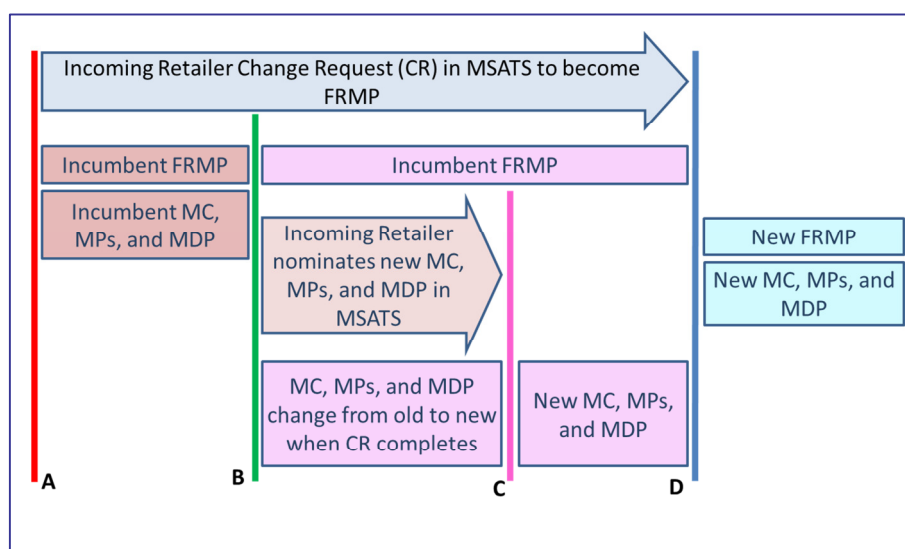 Incoming Retailer Change Request (CR) in MSATS to become
FRMP
Incumbent FRMP
Incumbent FRMP
Incumbent MC,
MPs, and MDP
Incoming Retailer
nominates new MC,
MPs, and MDP in
MSATS
New FRMP
New MC, MPs, and
MDP
MC, MPs, and MDP
change from old to new
when CR completes
New MC, MPs,
and MDP
A
B
C
D